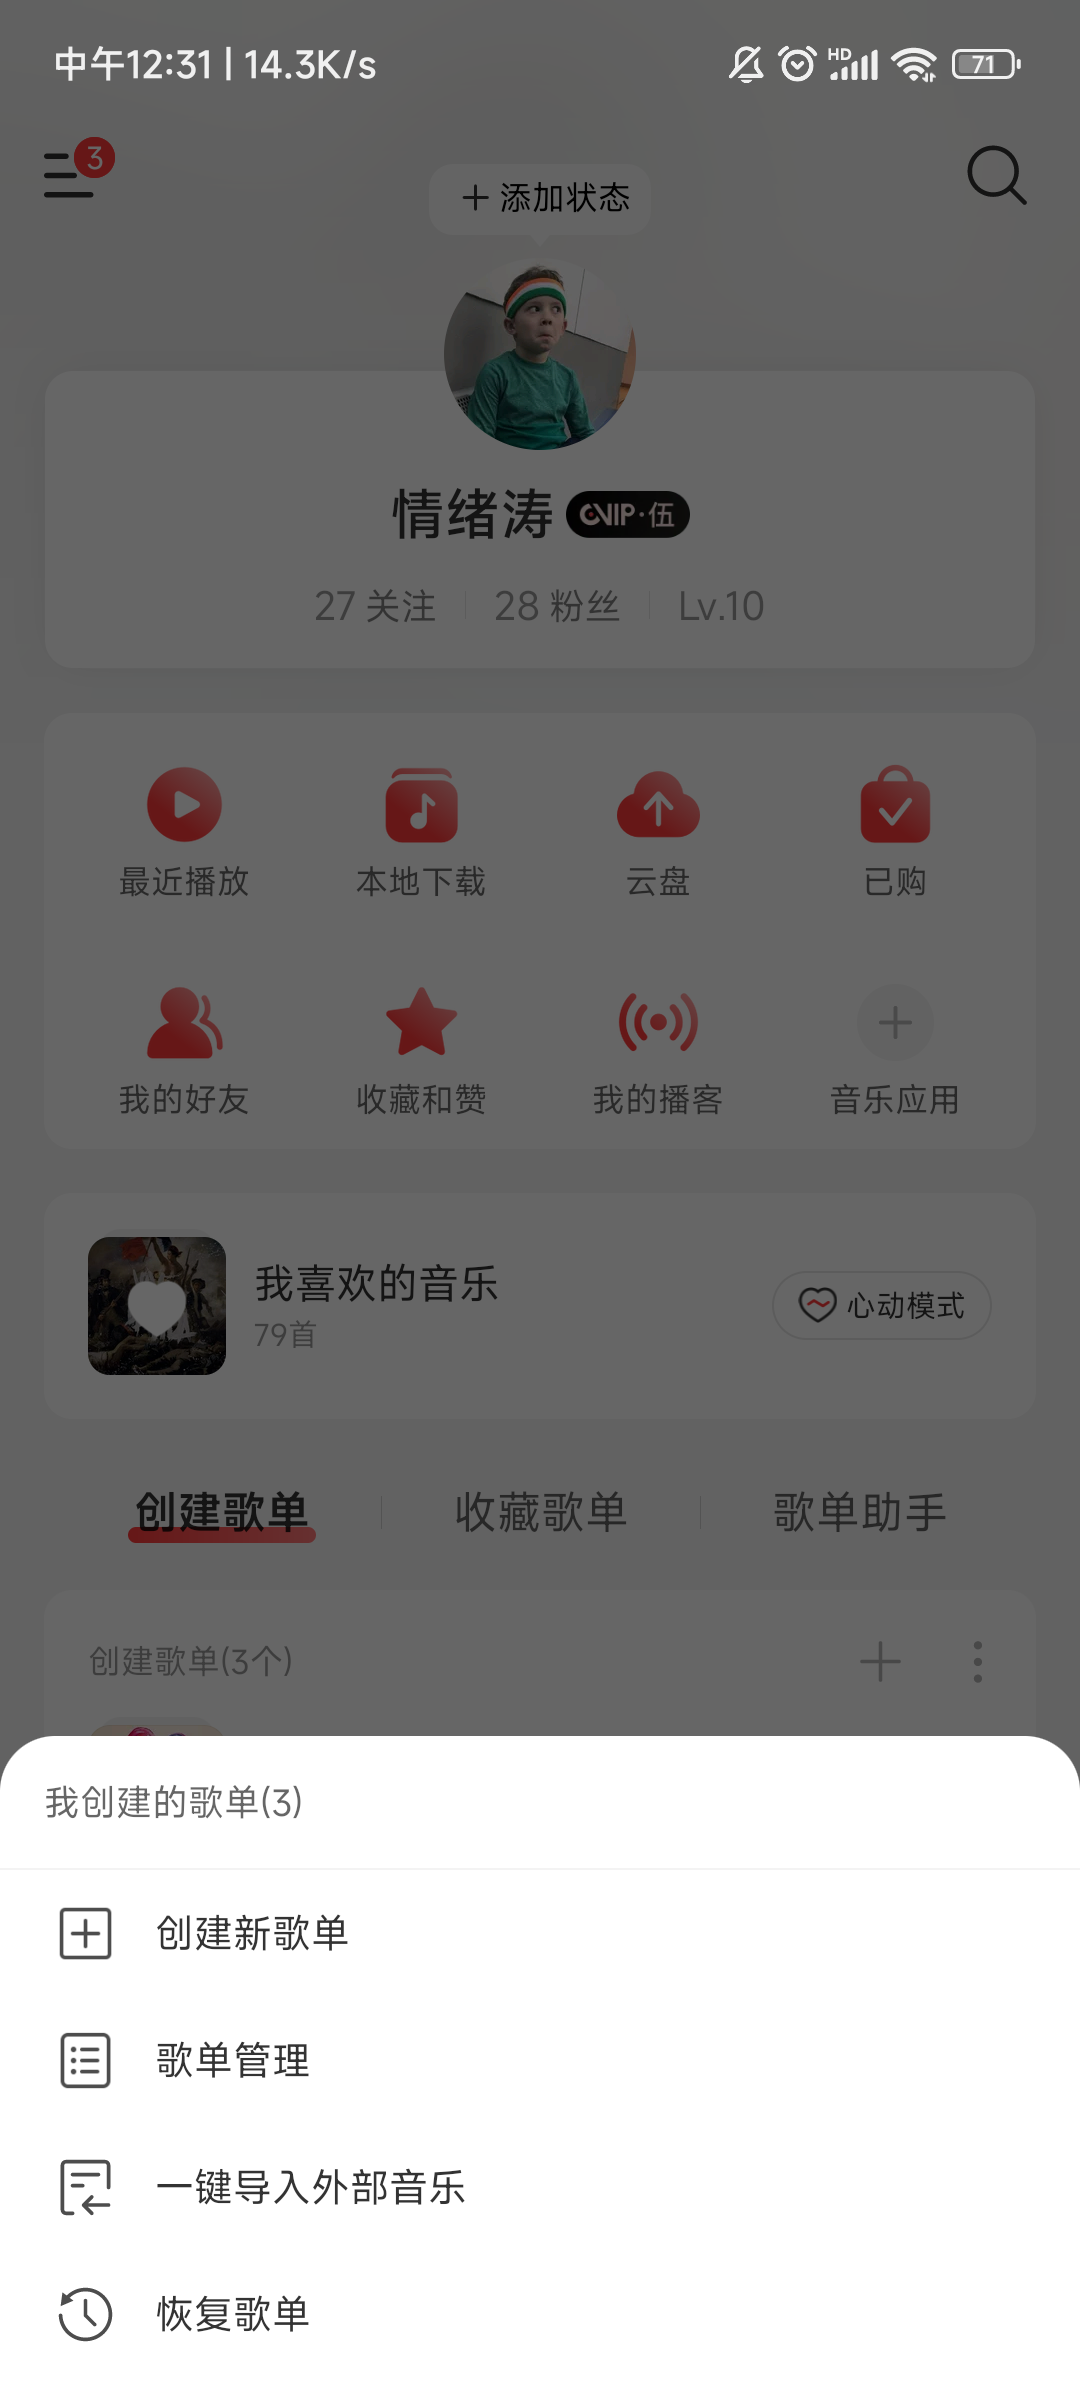 中午12:31 | 14.3K/s
HD
71
3
+ 添加状态
情绪涛
VIP·伍
27 关注
28 粉丝
Lv.10
最近播放
本地下载
云盘
已购
我的好友
收藏和赞
我的播客
音乐应用
我喜欢的音乐
79首
心动模式
创建歌单
收藏歌单
歌单助手
创建歌单(3个)
我创建的歌单(3)
创建新歌单
歌单管理
一键导入外部音乐
恢复歌单